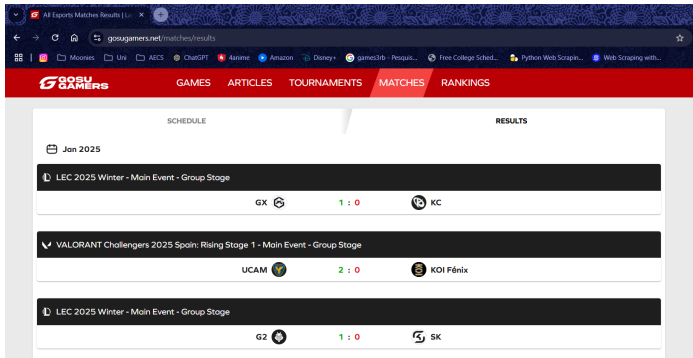 All Esports Matches Results | L
gosugamers.net/matches/results
Moonies Uni AECS ChatGPT 4anime Amazon Disney+ games3rb - Pesquis... Free College Sched... Python Web Scrapin... Web Scraping with...
GOSU GAMERS GAMES ARTICLES TOURNAMENTS MATCHES RANKINGS
SCHEDULE RESULTS
Jan 2025
LEC 2025 Winter - Main Event - Group Stage
GX 1 : 0 KC
VALORANT Challengers 2025 Spain: Rising Stage 1 - Main Event - Group Stage
UCAM 2 : 0 KOI Fénix
LEC 2025 Winter - Main Event - Group Stage
G2 1 : 0 SK